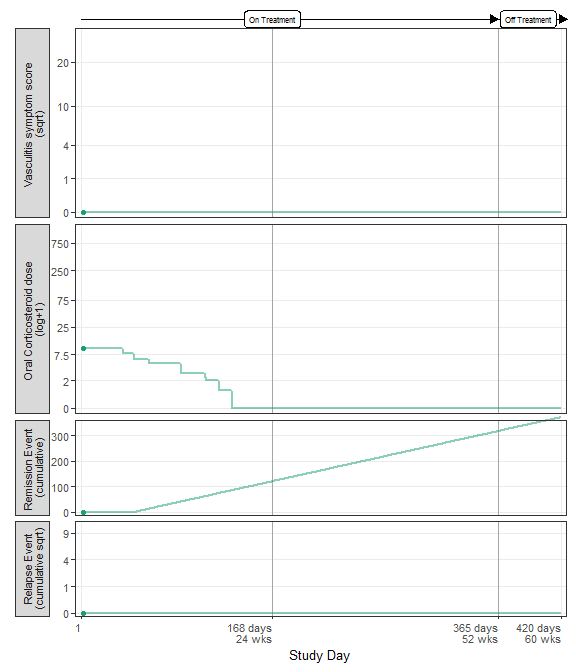 On Treatment
Off Treatment
Vasculitis symptom score
(sqrt)
20
10
4
1
0
Oral Corticosteroid dose
(log+1)
750
250
75
25
7.5
2
0
Remission Event
(cumulative)
300
200
100
0
Relapse Event
(cumulative sqrt)
9
4
1
0
1
168 days
24 wks
365 days
52 wks
420 days
60 wks
Study Day